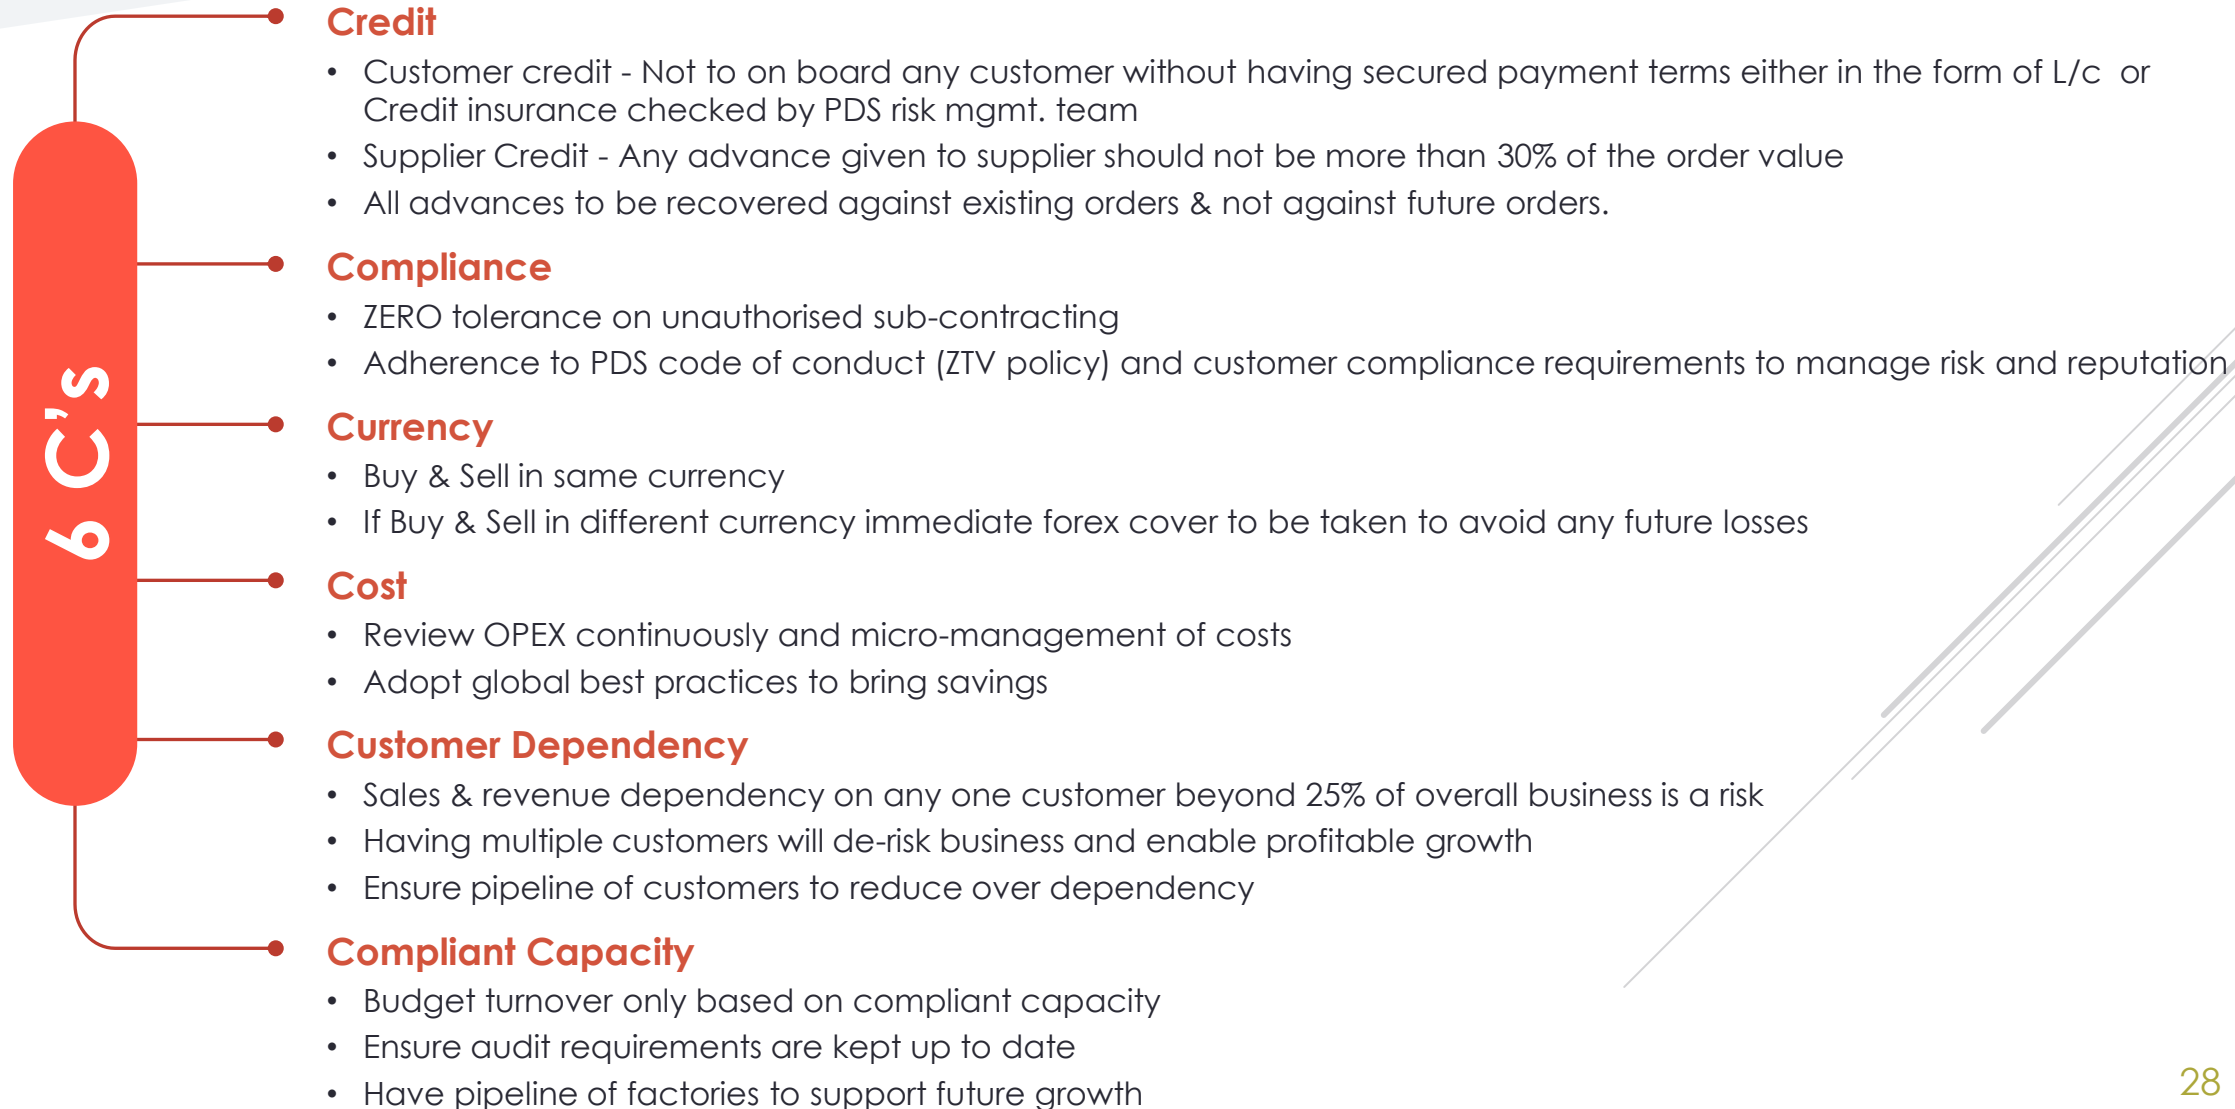 Credit
• Customer credit - Not to on board any customer without having secured payment terms either in the form of L/c or
Credit insurance checked by PDS risk mgmt. team
• Supplier Credit - Any advance given to supplier should not be more than 30% of the order value
• All advances to be recovered against existing orders & not against future orders.
Compliance
• ZERO tolerance on unauthorised sub-contracting
• Adherence to PDS code of conduct (ZTV policy) and customer compliance requirements to manage risk and reputation
6 C's
Currency
• Buy & Sell in same currency
• If Buy & Sell in different currency immediate forex cover to be taken to avoid any future losses
Cost
• Review OPEX continuously and micro-management of costs
• Adopt global best practices to bring savings
Customer Dependency
• Sales & revenue dependency on any one customer beyond 25% of overall business is a risk
• Having multiple customers will de-risk business and enable profitable growth
• Ensure pipeline of customers to reduce over dependency
Compliant Capacity
• Budget turnover only based on compliant capacity
• Ensure audit requirements are kept up to date
• Have pipeline of factories to support future growth
28